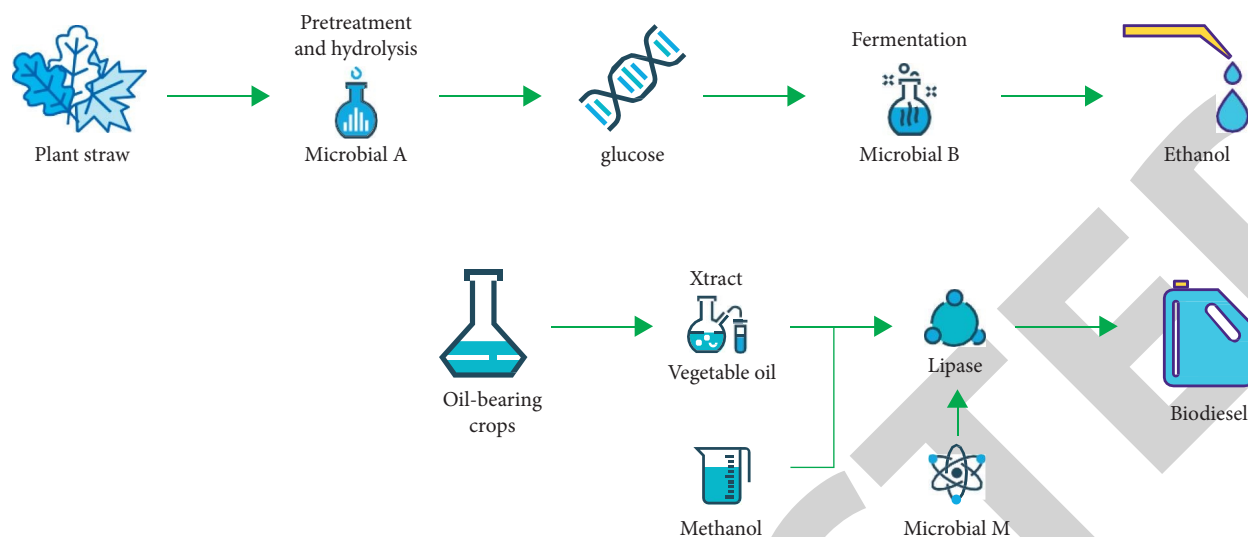 Pretreatment
and hydrolysis
Fermentation
Plant straw
Microbial A
glucose
Microbial B
Ethanol
Xtract
Vegetable oil
Lipase
Oil-bearing
crops
Biodiesel
Methanol
Microbial M